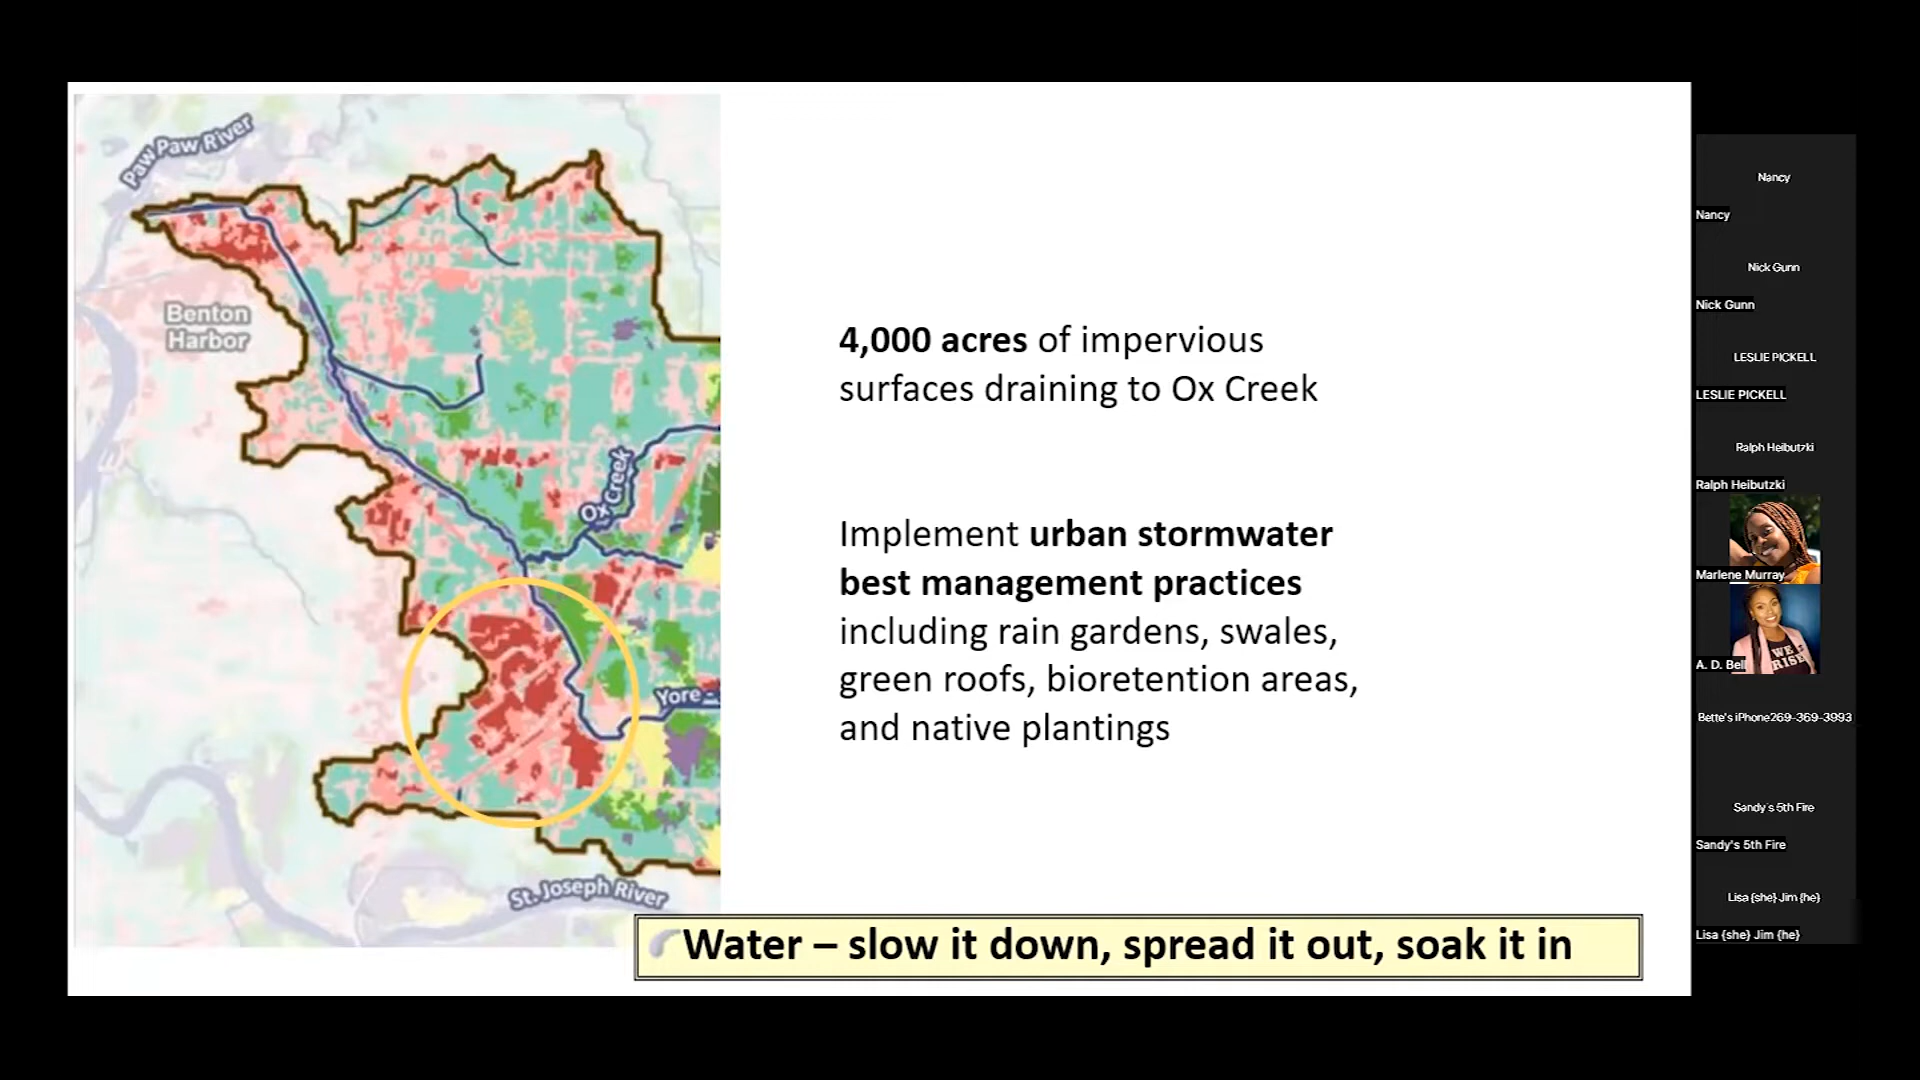 Paw Paw River
Benton
Harbor
Ox Creek
Yore -
St. Joseph River
4,000 acres of impervious
surfaces draining to Ox Creek
Implement urban stormwater
best management practices
including rain gardens, swales,
green roofs, bioretention areas,
and native plantings
Water – slow it down, spread it out, soak it in
Nancy
Nancy
Nick Gunn
Nick Gunn
LESLIE PICKELL
LESLIE PICKELL
Ralph Heibutzki
Ralph Heibutzki
Marlene Murray
WE
RISE
A. D. Bell
Bette's iPhone269-369-3993
Sandy's 5th Fire
Sandy's 5th Fire
Lisa {she} Jim {he}
Lisa {she} Jim {he}